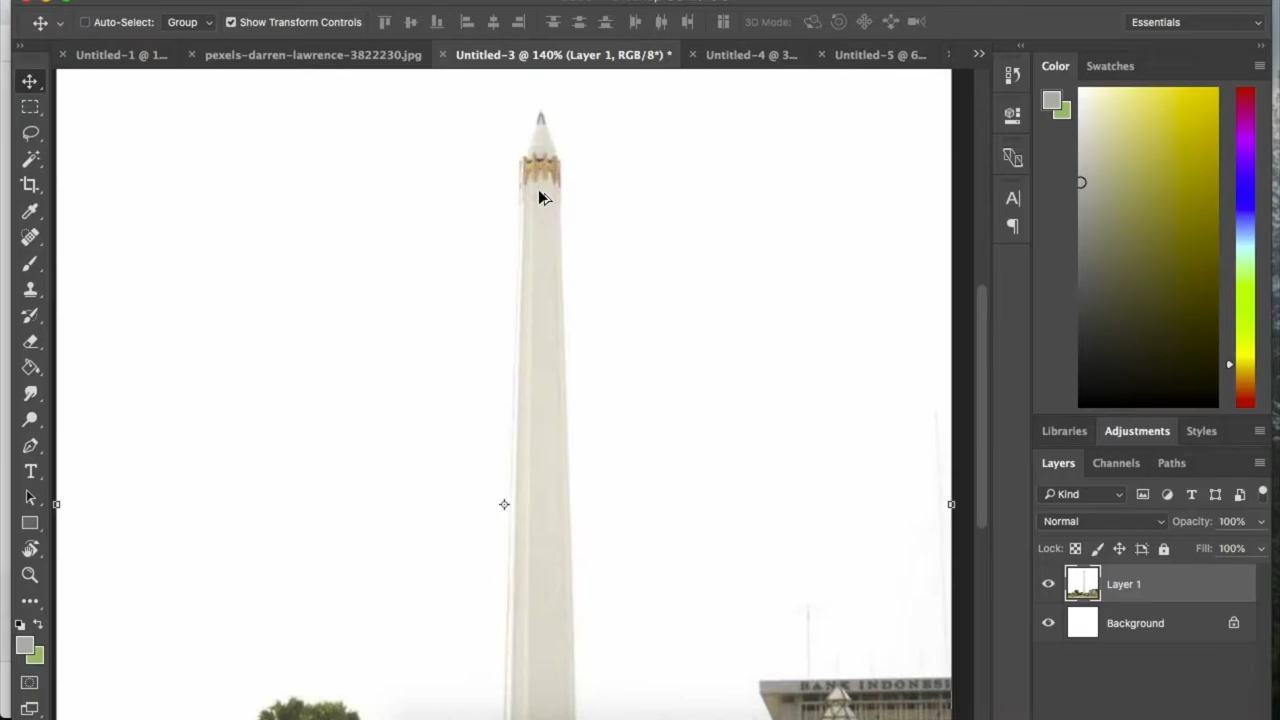 Auto-Select: Group Show Transform Controls 3D Mode: Essentials
Untitled-1 @ 1... pexels-darren-lawrence-3822230.jpg Untitled-3 @ 140% (Layer 1, RGB/8*) * Untitled-4 @ 3... Untitled-5 @ 6...
Color Swatches
Libraries Adjustments Styles
Layers Channels Paths
Kind
Normal Opacity: 100%
Lock: Fill: 100%
Layer 1
Background
BANK INDONES